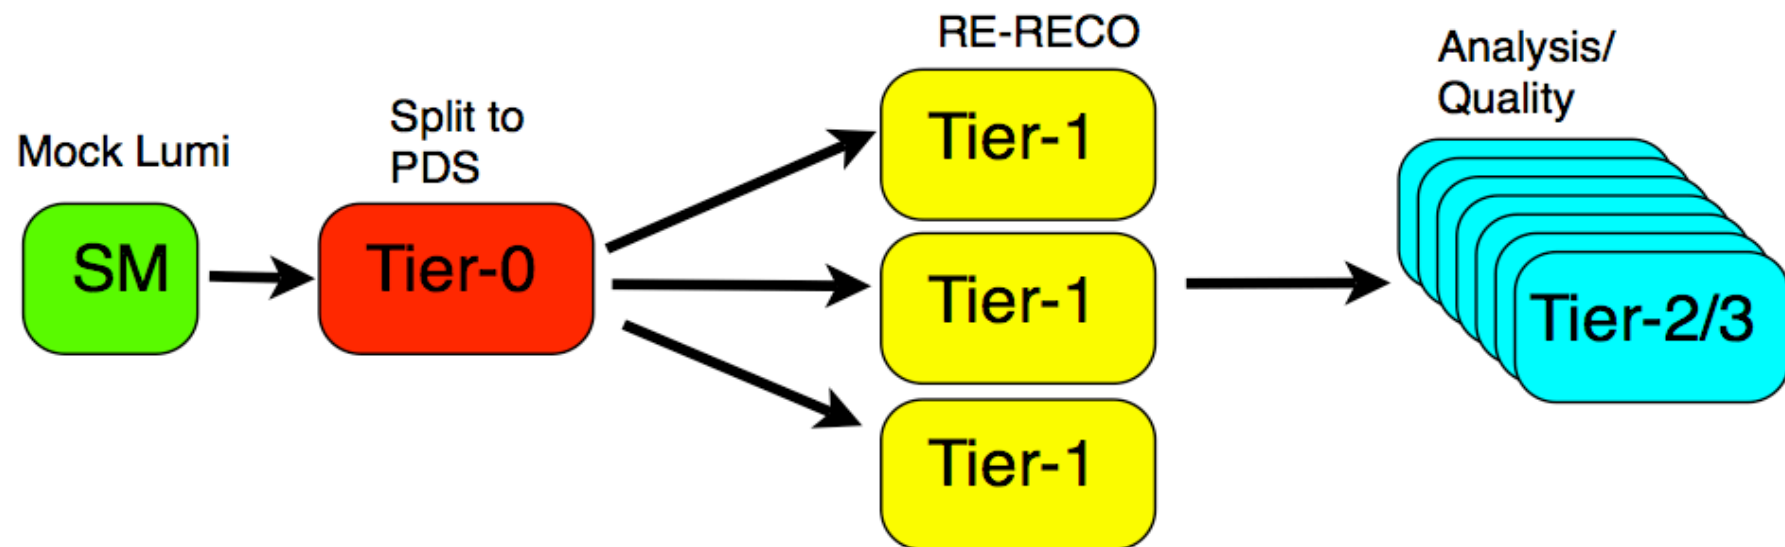 Mock Lumi
SM
Split to
PDS
Tier-0
RE-RECO
Tier-1
Tier-1
Tier-1
Analysis/
Quality
Tier-2/3